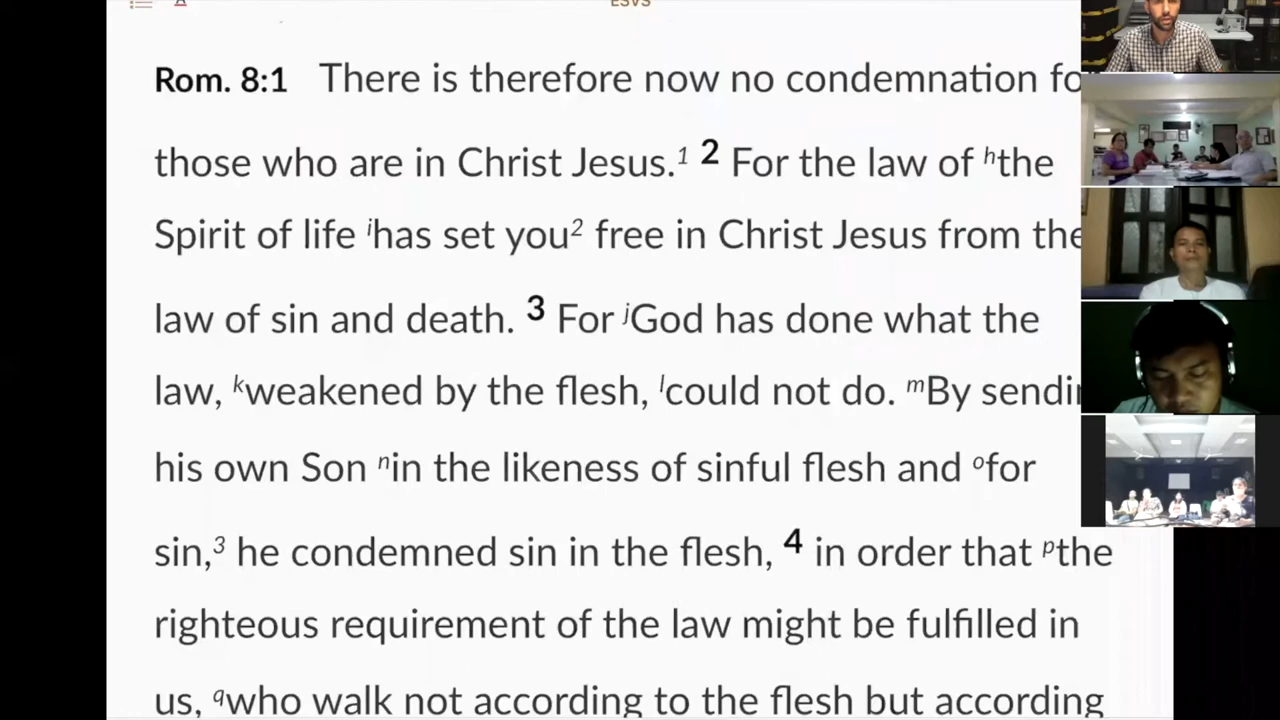 ESVS
Rom. 8:1 There is therefore now no condemnation fo
those who are in Christ Jesus.1 2 For the law of hthe
Spirit of life ihas set you2 free in Christ Jesus from the
law of sin and death. 3 For jGod has done what the
law, kweakened by the flesh, lcould not do. mBy sendi
his own Son nin the likeness of sinful flesh and ofor
sin,3 he condemned sin in the flesh, 4 in order that pthe
righteous requirement of the law might be fulfilled in
us, qwho walk not according to the flesh but according